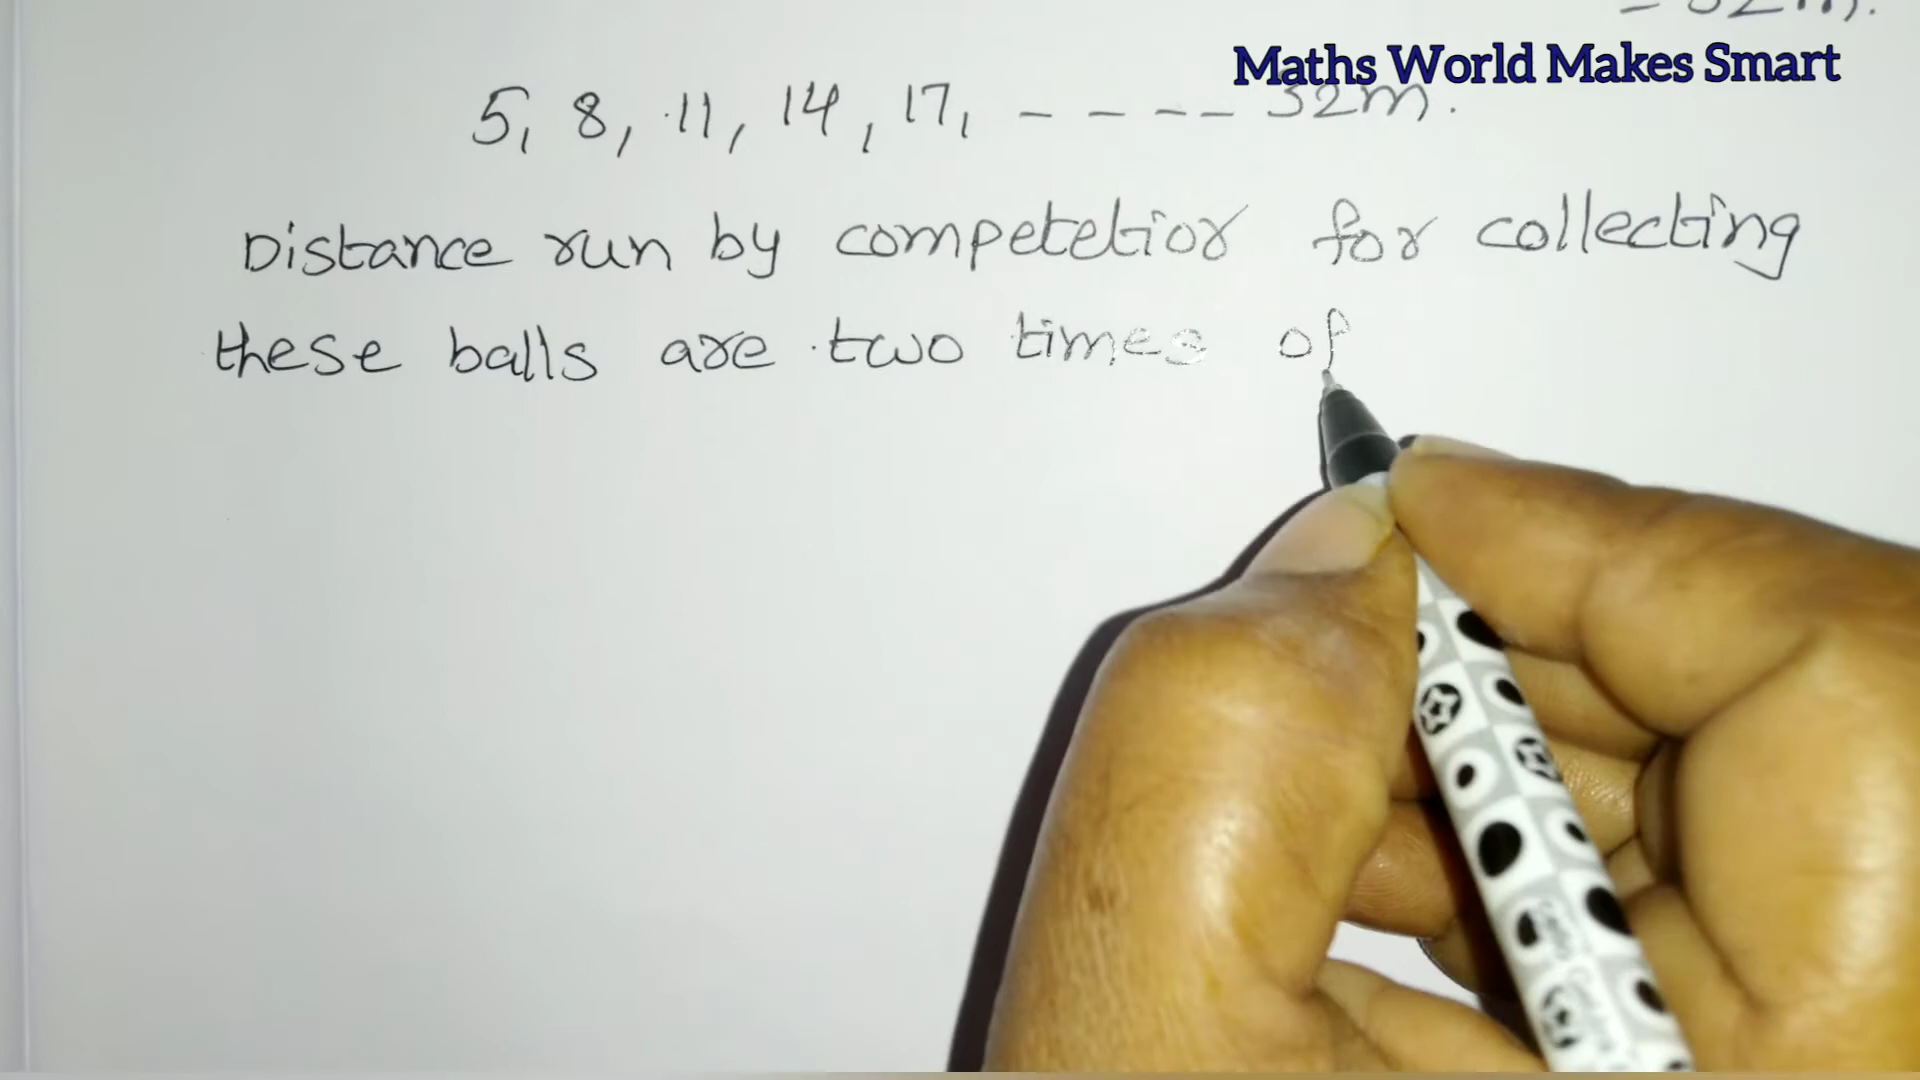 = 32m.
Maths World Makes Smart
5, 8, 11, 14, 17, - - - - 32m.
Distance run by competetior for collecting
these balls are two times of